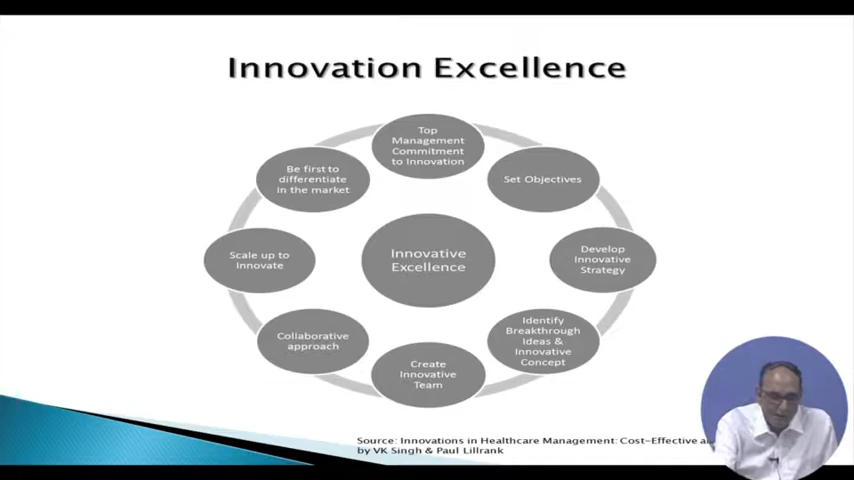 Innovation Excellence
Top
Management
Commitment
to Innovation
Set Objectives
Develop
Innovative
Strategy
Identify
Breakthrough
Ideas &
Innovative
Concept
Create
Innovative
Team
Collaborative
approach
Scale up to
Innovate
Be first to
differentiate
in the market
Innovative
Excellence
Source: Innovations in Healthcare Management: Cost-Effective
by VK Singh & Paul Lillrank